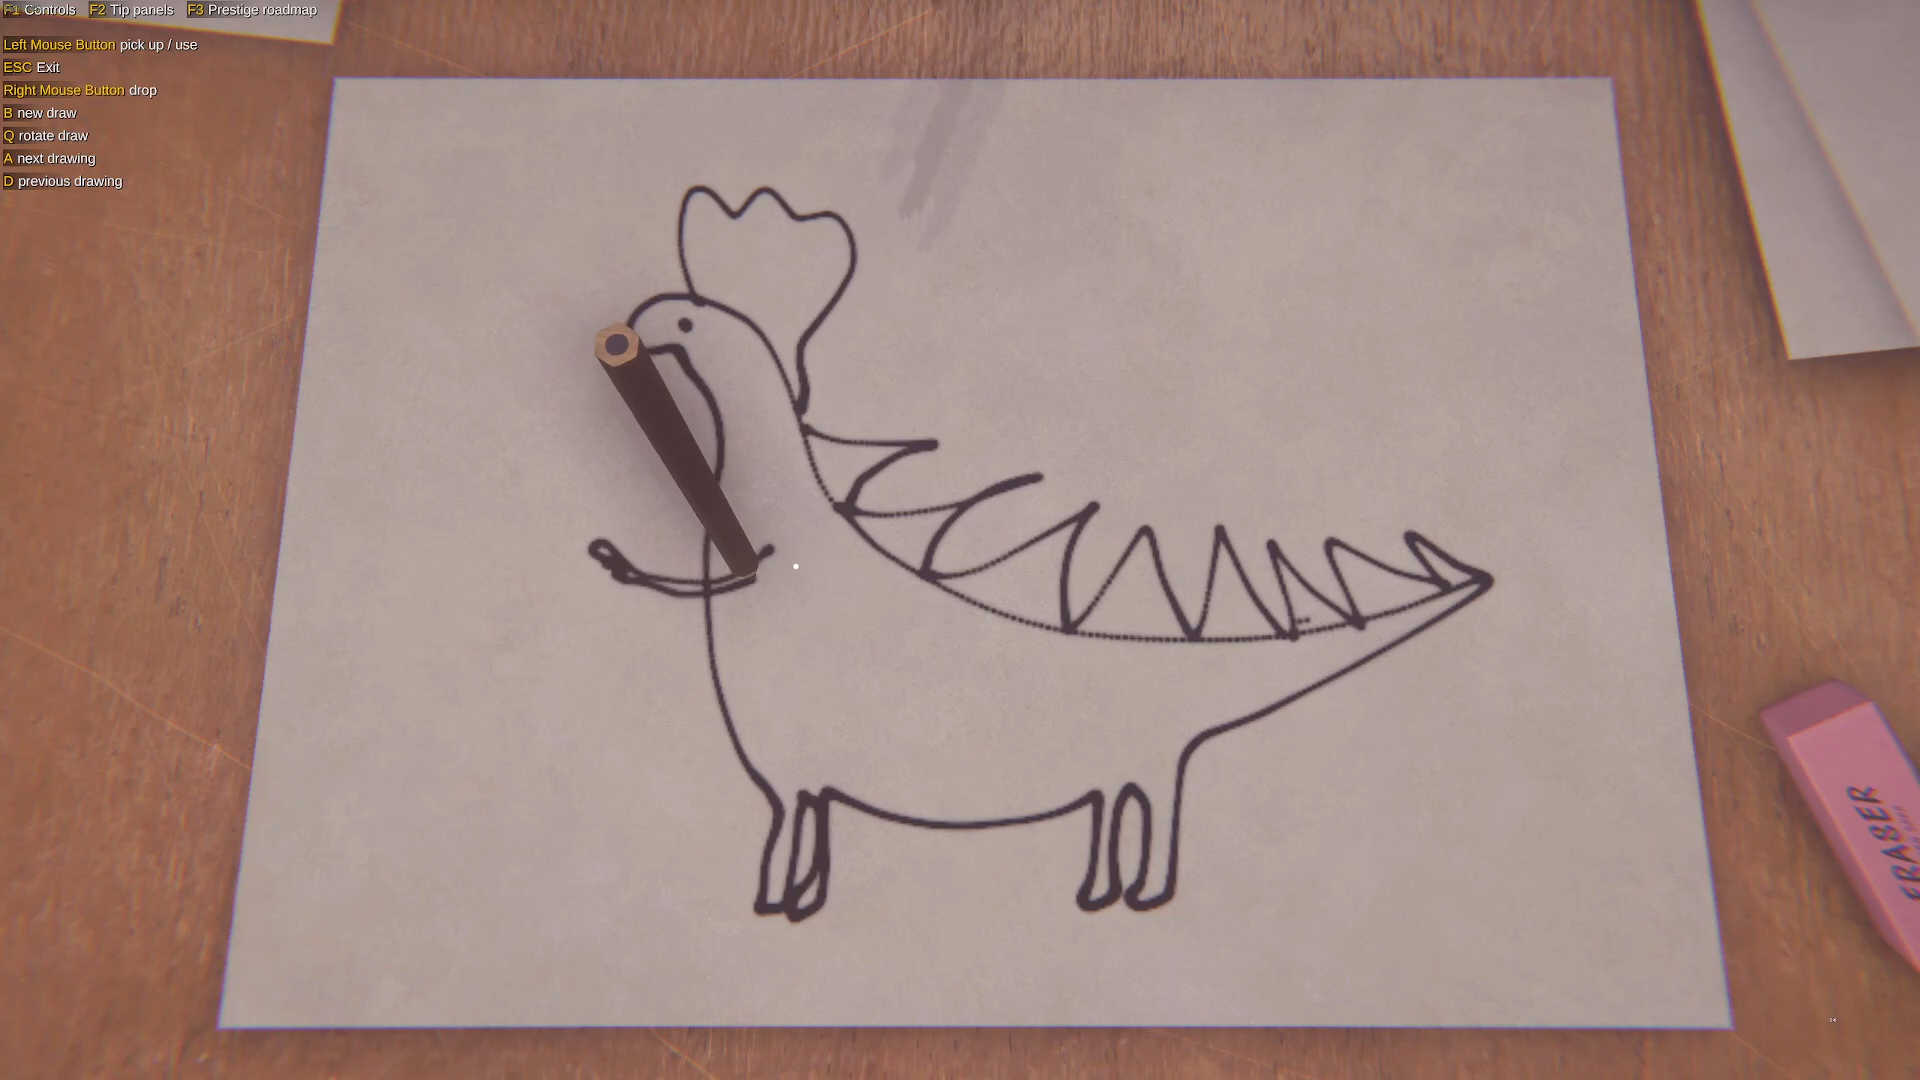 F1 Controls F2 Tip panels F3 Prestige roadmap
Left Mouse Button pick up / use
ESC Exit
Right Mouse Button drop
B new draw
Q rotate draw
A next drawing
D previous drawing
ERASER